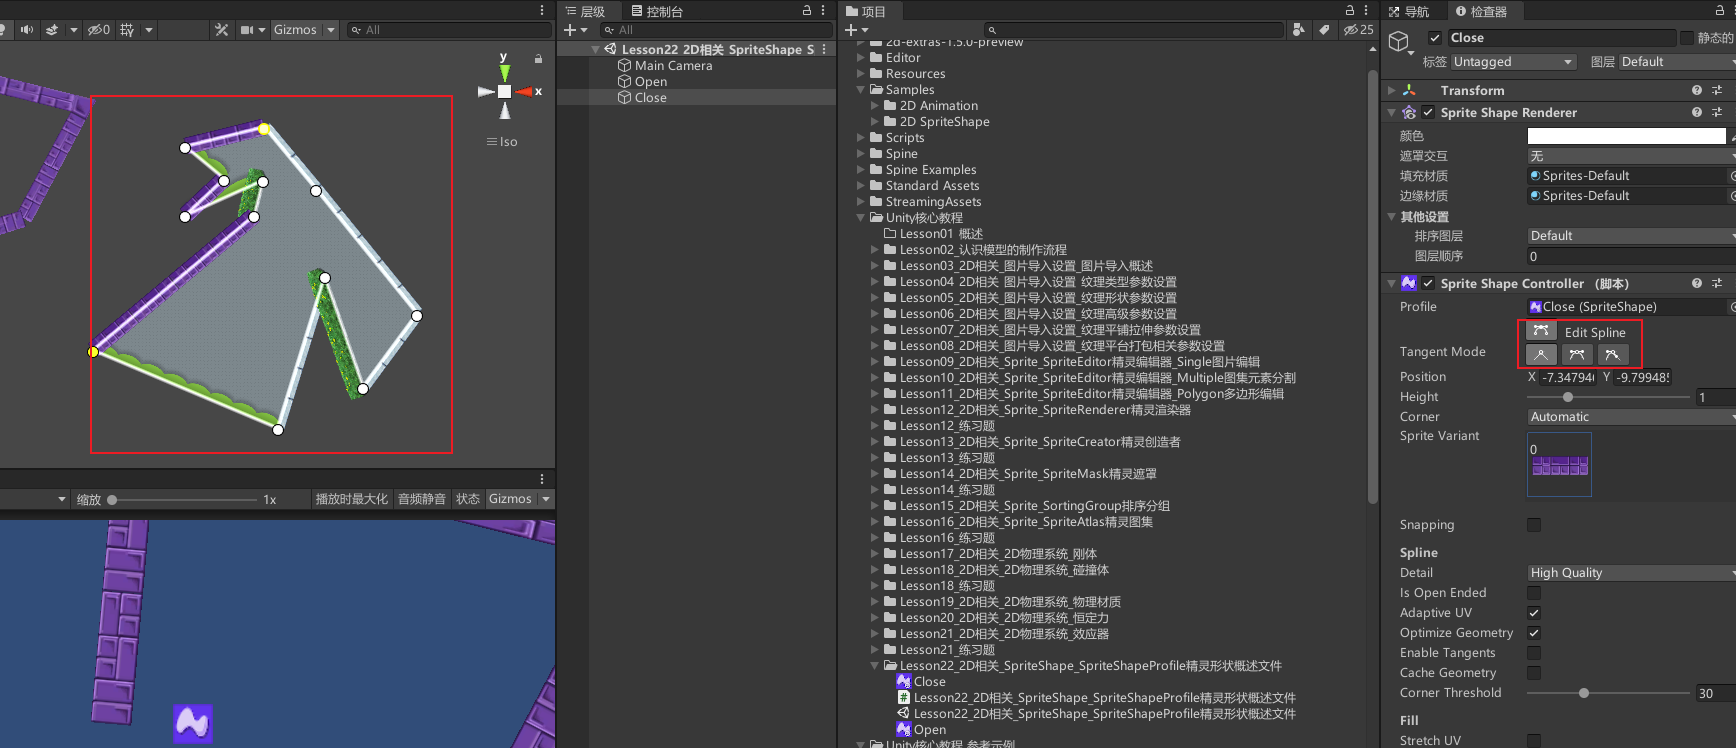 层级
控制台
项目
导航
检查器
0
Gizmos
All
All
25
Lesson22_2D相关_SpriteShape_S
Main Camera
Open
Close
y
x
Iso
2d-extras-1.5.0-preview
Editor
Resources
Samples
2D Animation
2D SpriteShape
Scripts
Spine
Spine Examples
Standard Assets
StreamingAssets
Unity核心教程
Lesson01_概述
Lesson02_认识模型的制作流程
Lesson03_2D相关_图片导入设置_图片导入概述
Lesson04_2D相关_图片导入设置_纹理类型参数设置
Lesson05_2D相关_图片导入设置_纹理形状参数设置
Lesson06_2D相关_图片导入设置_纹理高级参数设置
Lesson07_2D相关_图片导入设置_纹理平铺拉伸参数设置
Lesson08_2D相关_图片导入设置_纹理平台打包相关参数设置
Lesson09_2D相关_Sprite_SpriteEditor精灵编辑器_Single图片编辑
Lesson10_2D相关_Sprite_SpriteEditor精灵编辑器_Multiple图集元素分割
Lesson11_2D相关_Sprite_SpriteEditor精灵编辑器_Polygon多边形编辑
Lesson12_2D相关_Sprite_SpriteRenderer精灵渲染器
Lesson12_练习题
Lesson13_2D相关_Sprite_SpriteCreator精灵创造者
Lesson13_练习题
Lesson14_2D相关_Sprite_SpriteMask精灵遮罩
Lesson14_练习题
Lesson15_2D相关_Sprite_SortingGroup排序分组
Lesson16_2D相关_Sprite_SpriteAtlas精灵图集
Lesson16_练习题
Lesson17_2D相关_2D物理系统_刚体
Lesson18_2D相关_2D物理系统_碰撞体
Lesson18_练习题
Lesson19_2D相关_2D物理系统_物理材质
Lesson20_2D相关_2D物理系统_恒定力
Lesson21_2D相关_2D物理系统_效应器
Lesson21_练习题
Lesson22_2D相关_SpriteShape_SpriteShapeProfile精灵形状概述文件
Close
Lesson22_2D相关_SpriteShape_SpriteShapeProfile精灵形状概述文件
Lesson22_2D相关_SpriteShape_SpriteShapeProfile精灵形状概述文件
Open
Unity核心教程_参考示例
缩放 1x 播放时最大化 音频静音 状态 Gizmos
Close 静态的
标签 Untagged 图层 Default
Transform
Sprite Shape Renderer
颜色
遮罩交互 无
填充材质 Sprites-Default
边缘材质 Sprites-Default
其他设置
排序图层 Default
图层顺序 0
Sprite Shape Controller （脚本）
Profile Close (SpriteShape)
Edit Spline
Tangent Mode
Position X -7.34794 Y -9.799485
Height 1
Corner Automatic
Sprite Variant
0
Snapping
Spline
Detail High Quality
Is Open Ended
Adaptive UV
Optimize Geometry
Enable Tangents
Cache Geometry
Corner Threshold 30
Fill
Stretch UV